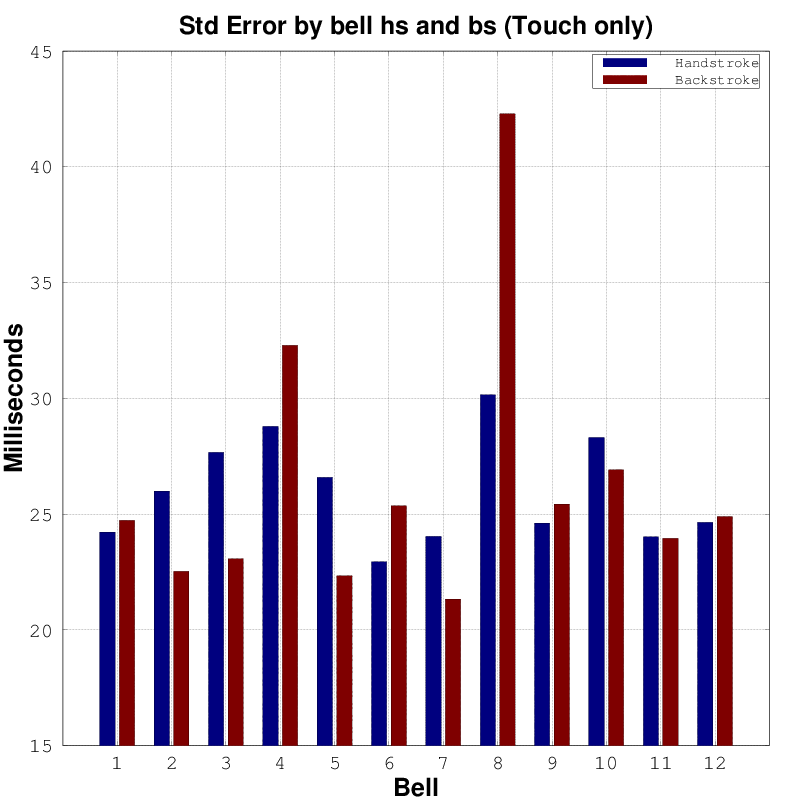 Std Error by bell hs and bs (Touch only)
Handstroke
Backstroke
45
40
35
30
25
20
15
Milliseconds
1 2 3 4 5 6 7 8 9 10 11 12
Bell